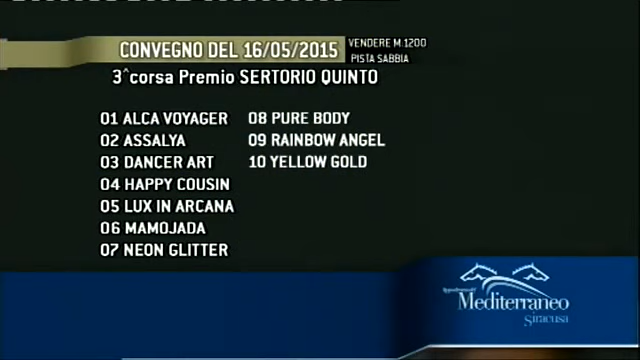 CONVEGNO DEL 16/05/2015
VENDERE M.1200
PISTA SABBIA
3^corsa Premio SERTORIO QUINTO
01 ALCA VOYAGER
02 ASSALYA
03 DANCER ART
04 HAPPY COUSIN
05 LUX IN ARCANA
06 MAMOJADA
07 NEON GLITTER
08 PURE BODY
09 RAINBOW ANGEL
10 YELLOW GOLD
Ippodromo del
Mediterraneo
Siracusa